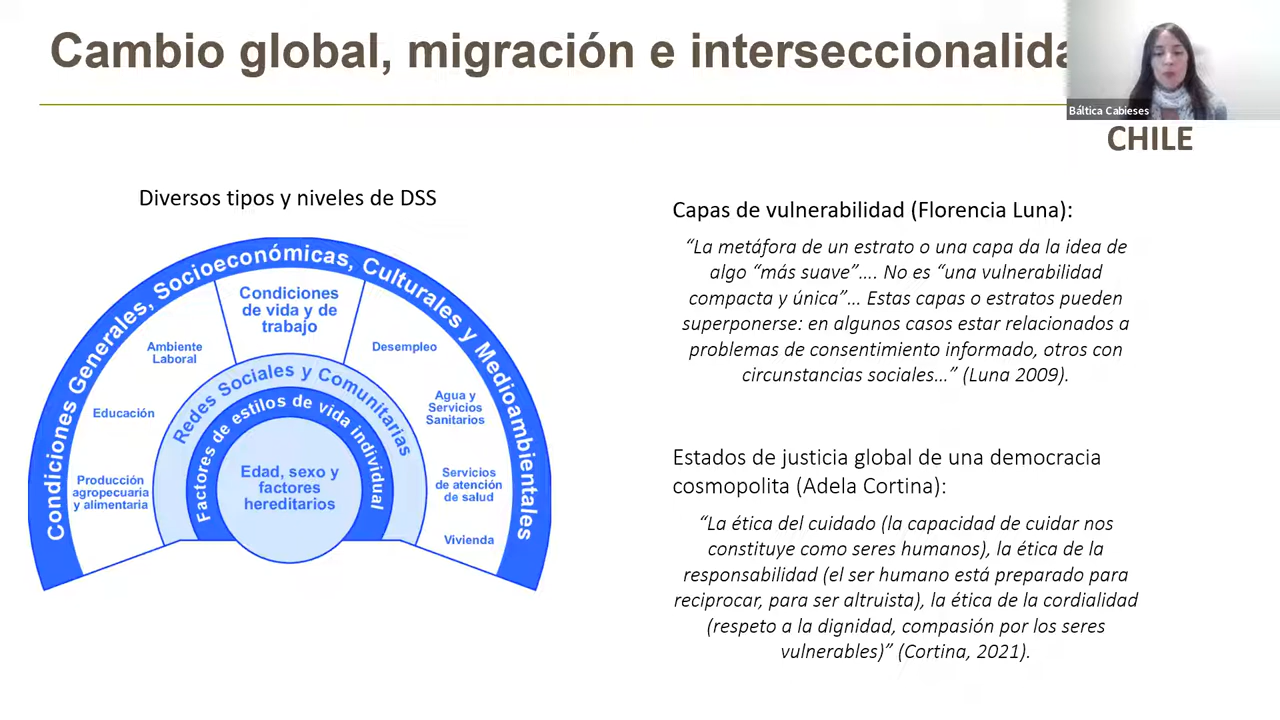 Cambio global, migración e interseccionalida
Báltica Cabieses
CHILE
Diversos tipos y niveles de DSS
Condiciones Generales, Socioeconómicas, Culturales y Medioambientales
Condiciones
de vida y de
trabajo
Ambiente
Laboral
Desempleo
Redes Sociales y Comunitarias
Educación
Agua y
Servicios
Sanitarios
Factores de estilos de vida individual
Edad, sexo y
factores
hereditarios
Producción
agropecuaria
y alimentaria
Servicios
de atención
de salud
Vivienda
Capas de vulnerabilidad (Florencia Luna):
“La metáfora de un estrato o una capa da la idea de
algo “más suave”…. No es “una vulnerabilidad
compacta y única”… Estas capas o estratos pueden
superponerse: en algunos casos estar relacionados a
problemas de consentimiento informado, otros con
circunstancias sociales…” (Luna 2009).
Estados de justicia global de una democracia
cosmopolita (Adela Cortina):
“La ética del cuidado (la capacidad de cuidar nos
constituye como seres humanos), la ética de la
responsabilidad (el ser humano está preparado para
reciprocar, para ser altruista), la ética de la cordialidad
(respeto a la dignidad, compasión por los seres
vulnerables)” (Cortina, 2021).